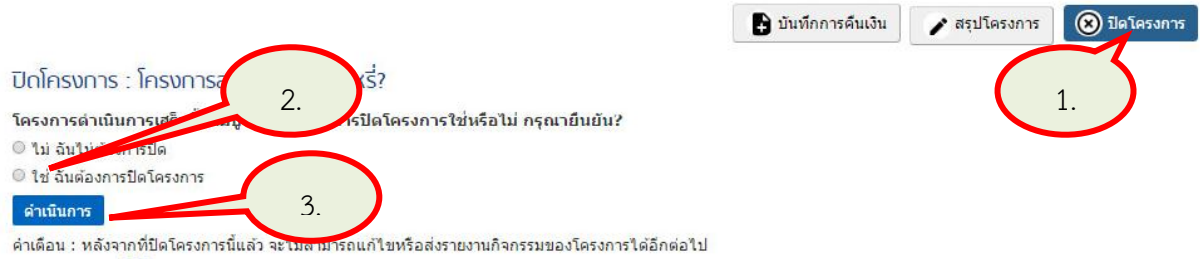 บันทึกการคืนเงิน สรุปโครงการ ปิดโครงการ
1.
ปิดโครงการ : โครงการส รี่?
2.
โครงการดำเนินการเสร็ การปิดโครงการใช่หรือไม่ กรุณายืนยัน?
ไม่ ฉันไม่ต้องการปิด
ใช่ ฉันต้องการปิดโครงการ
3.
ดำเนินการ
คำเตือน : หลังจากที่ปิดโครงการนี้แล้ว จะไม่สามารถแก้ไขหรือส่งรายงานกิจกรรมของโครงการได้อีกต่อไป